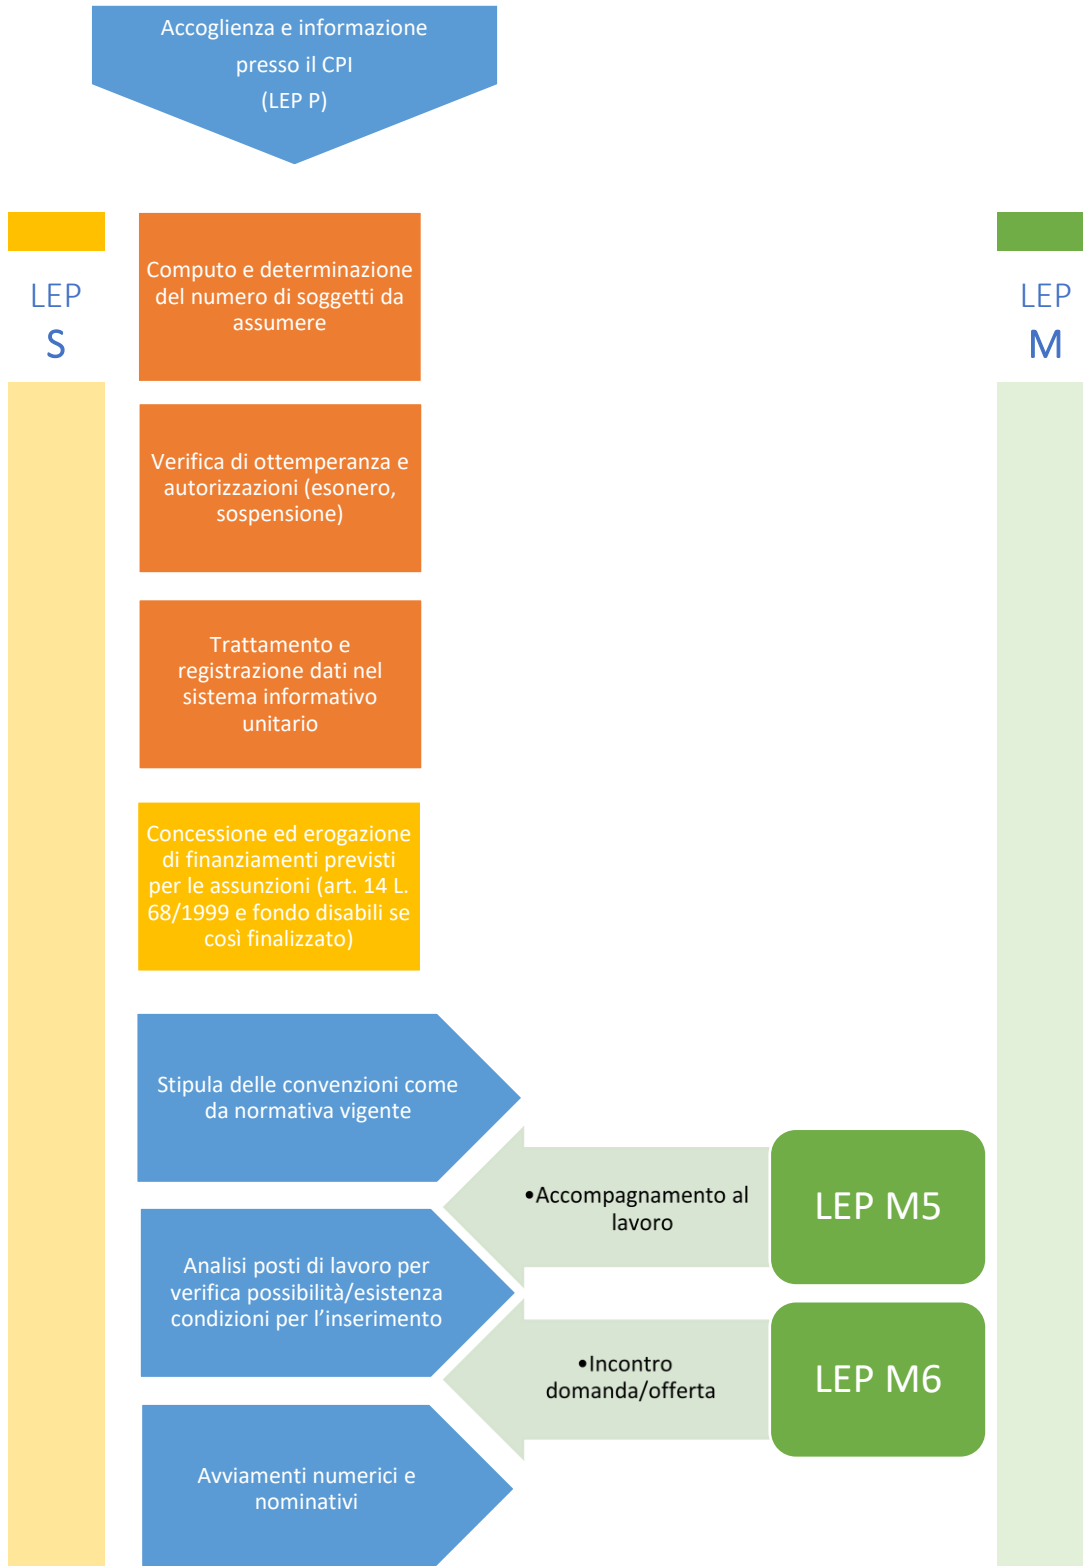 Accoglienza e informazione
presso il CPI
(LEP P)
LEP
S
LEP
M
Computo e determinazione
del numero di soggetti da
assumere
Verifica di ottemperanza e
autorizzazioni (esonero,
sospensione)
Trattamento e
registrazione dati nel
sistema informativo
unitario
Concessione ed erogazione
di finanziamenti previsti
per le assunzioni (art. 14 L.
68/1999 e fondo disabili se
così finalizzato)
Stipula delle convenzioni come
da normativa vigente
•Accompagnamento al
lavoro
LEP M5
Analisi posti di lavoro per
verifica possibilità/esistenza
condizioni per l’inserimento
•Incontro
domanda/offerta
LEP M6
Avviamenti numerici e
nominativi